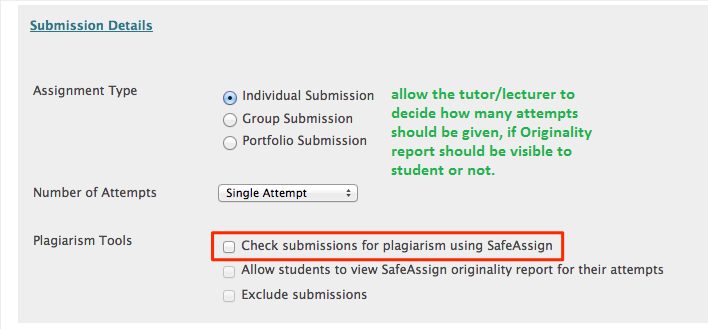 Submission Details
Assignment Type
Individual Submission
Group Submission
Portfolio Submission
allow the tutor/lecturer to
decide how many attempts
should be given, if Originality
report should be visible to
student or not.
Number of Attempts
Single Attempt
Plagiarism Tools
Check submissions for plagiarism using SafeAssign
Allow students to view SafeAssign originality report for their attempts
Exclude submissions